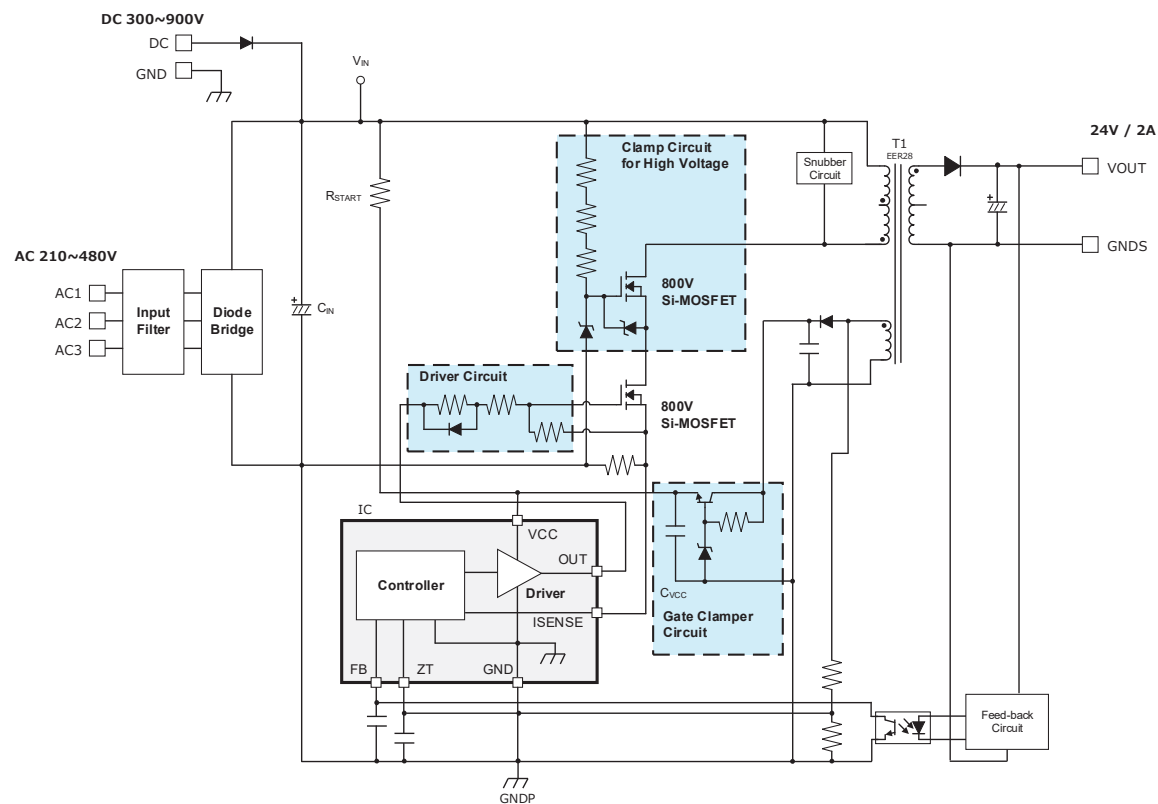 DC 300~900V
DC
GND
VIN
Clamp Circuit
for High Voltage
Snubber
Circuit
T1
EER28
24V / 2A
VOUT
GNDS
RSTART
AC 210~480V
AC1
AC2
AC3
Input
Filter
Diode
Bridge
CIN
800V
Si-MOSFET
Driver Circuit
800V
Si-MOSFET
IC
VCC
OUT
Controller
Driver
ISENSE
FB
ZT
GND
CVCC
Gate Clamper
Circuit
Feed-back
Circuit
GNDP